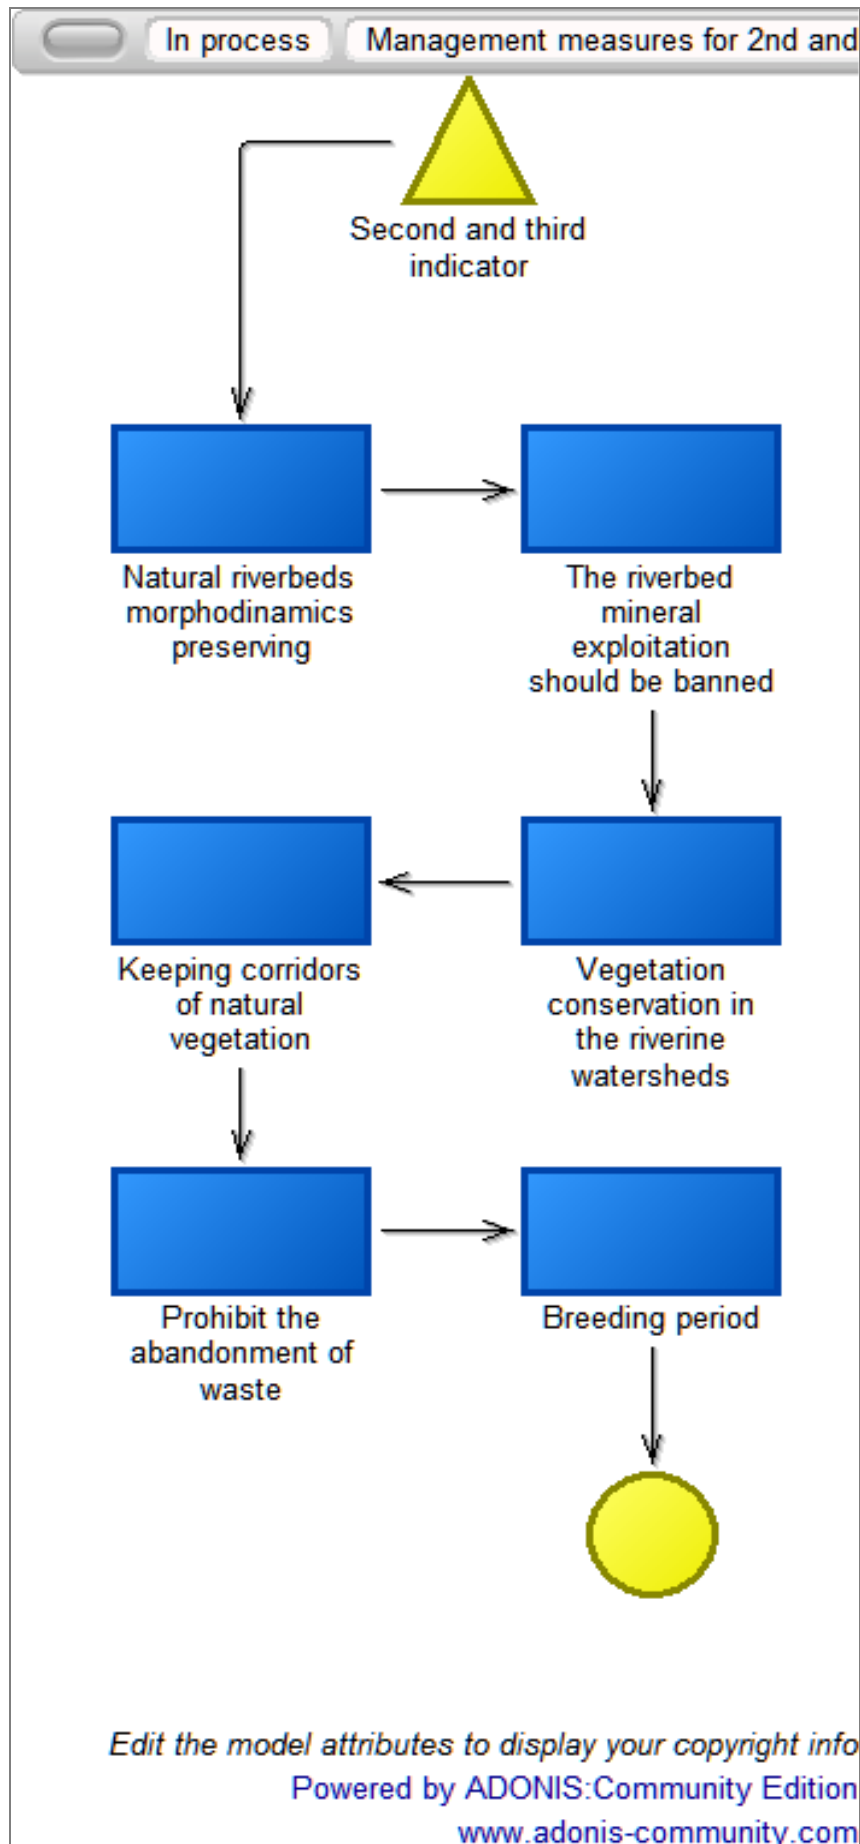 In process
Management measures for 2nd and
Second and third
indicator
Natural riverbeds
morphodinamics
preserving
The riverbed
mineral
exploitation
should be banned
Keeping corridors
of natural
vegetation
Vegetation
conservation in
the riverine
watersheds
Prohibit the
abandonment of
waste
Breeding period
Edit the model attributes to display your copyright info
Powered by ADONIS:Community Edition
www.adonis-community.com